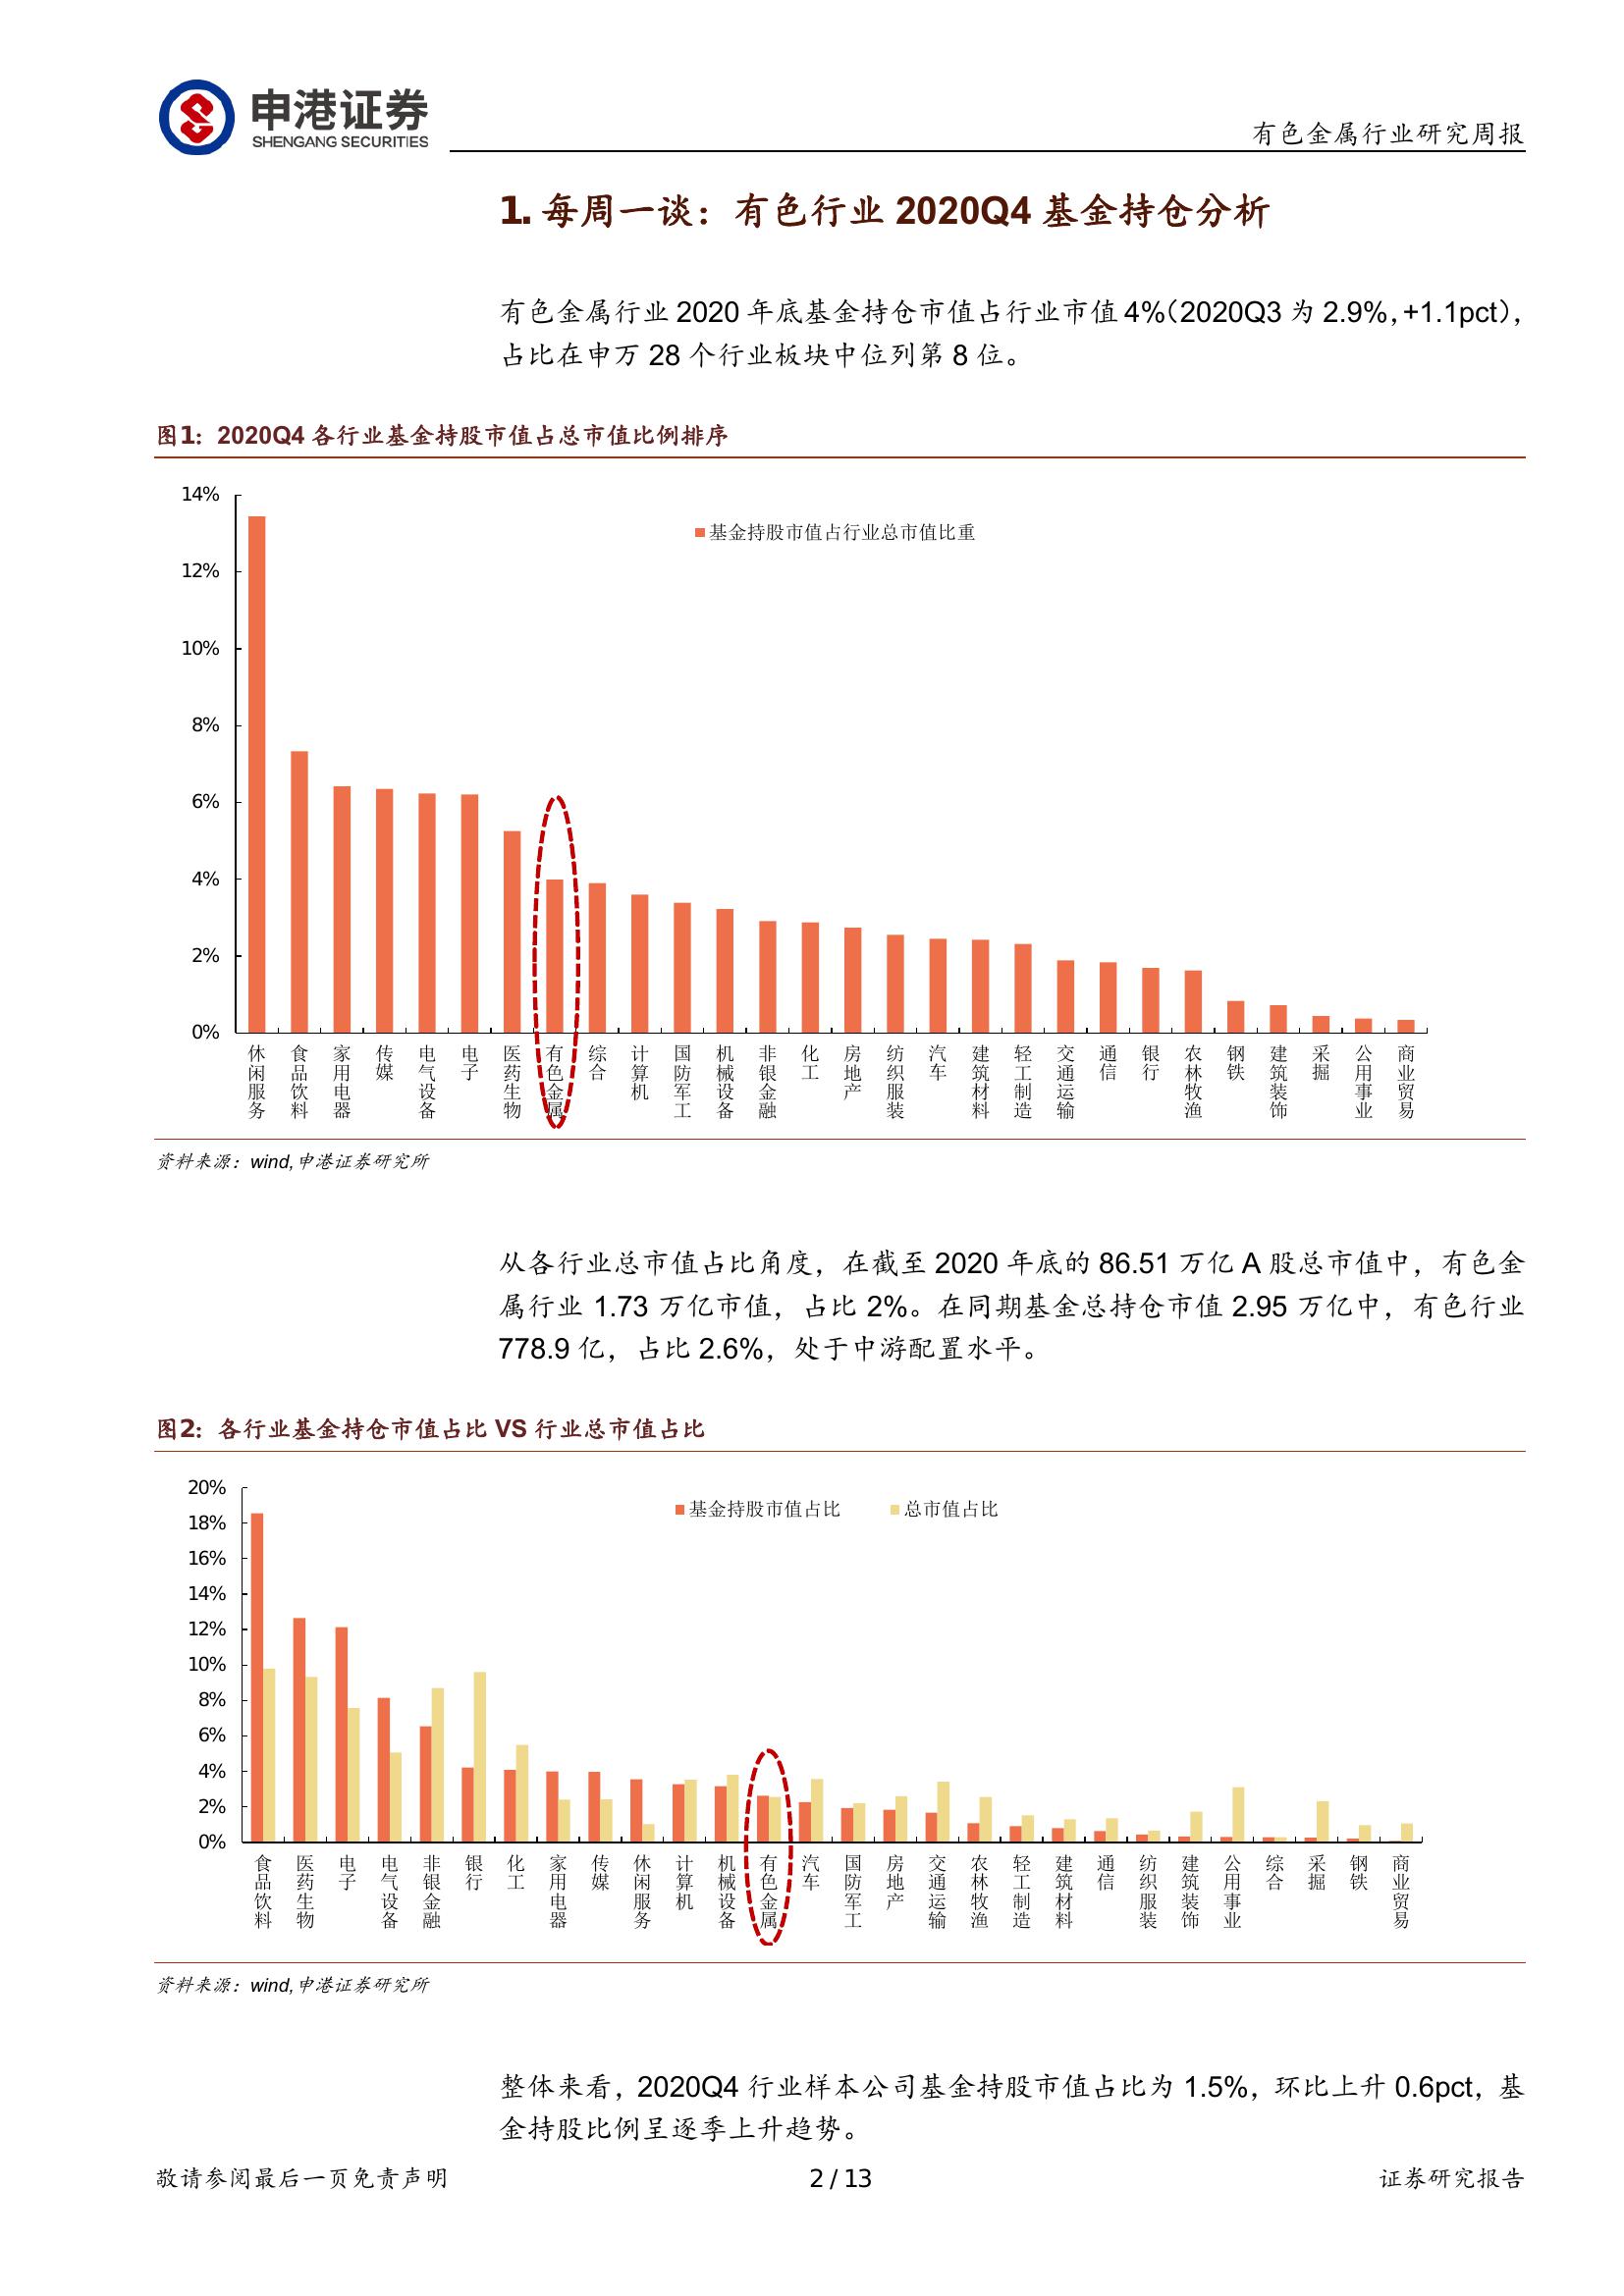 申港证券
SHENGANG SECURITIES
有色金属行业研究周报
1. 每周一谈：有色行业 2020Q4 基金持仓分析
有色金属行业 2020 年底基金持仓市值占行业市值 4%（2020Q3 为 2.9%，+1.1pct），
占比在申万 28 个行业板块中位列第 8 位。
图1：2020Q4 各行业基金持股市值占总市值比例排序
基金持股市值占行业总市值比重
14%
12%
10%
8%
6%
4%
2%
0%
休闲服务
食品饮料
家用电器
传媒
电气设备
电子
医药生物
有色金属
综合
计算机
国防军工
机械设备
非银金融
化工
房地产
纺织服装
汽车
建筑材料
轻工制造
交通运输
通信
银行
农林牧渔
钢铁
建筑装饰
采掘
公用事业
商业贸易
资料来源：wind,申港证券研究所
从各行业总市值占比角度，在截至 2020 年底的 86.51 万亿 A 股总市值中，有色金
属行业 1.73 万亿市值，占比 2%。在同期基金总持仓市值 2.95 万亿中，有色行业
778.9 亿，占比 2.6%，处于中游配置水平。
图2：各行业基金持仓市值占比 VS 行业总市值占比
基金持股市值占比
总市值占比
20%
18%
16%
14%
12%
10%
8%
6%
4%
2%
0%
食品饮料
医药生物
电子
电气设备
非银金融
银行
化工
家用电器
传媒
休闲服务
计算机
机械设备
有色金属
汽车
国防军工
房地产
交通运输
农林牧渔
轻工制造
建筑材料
通信
纺织服装
建筑装饰
公用事业
综合
采掘
钢铁
商业贸易
资料来源：wind,申港证券研究所
整体来看，2020Q4 行业样本公司基金持股市值占比为 1.5%，环比上升 0.6pct，基
金持股比例呈逐季上升趋势。
敬请参阅最后一页免责声明
2 / 13
证券研究报告